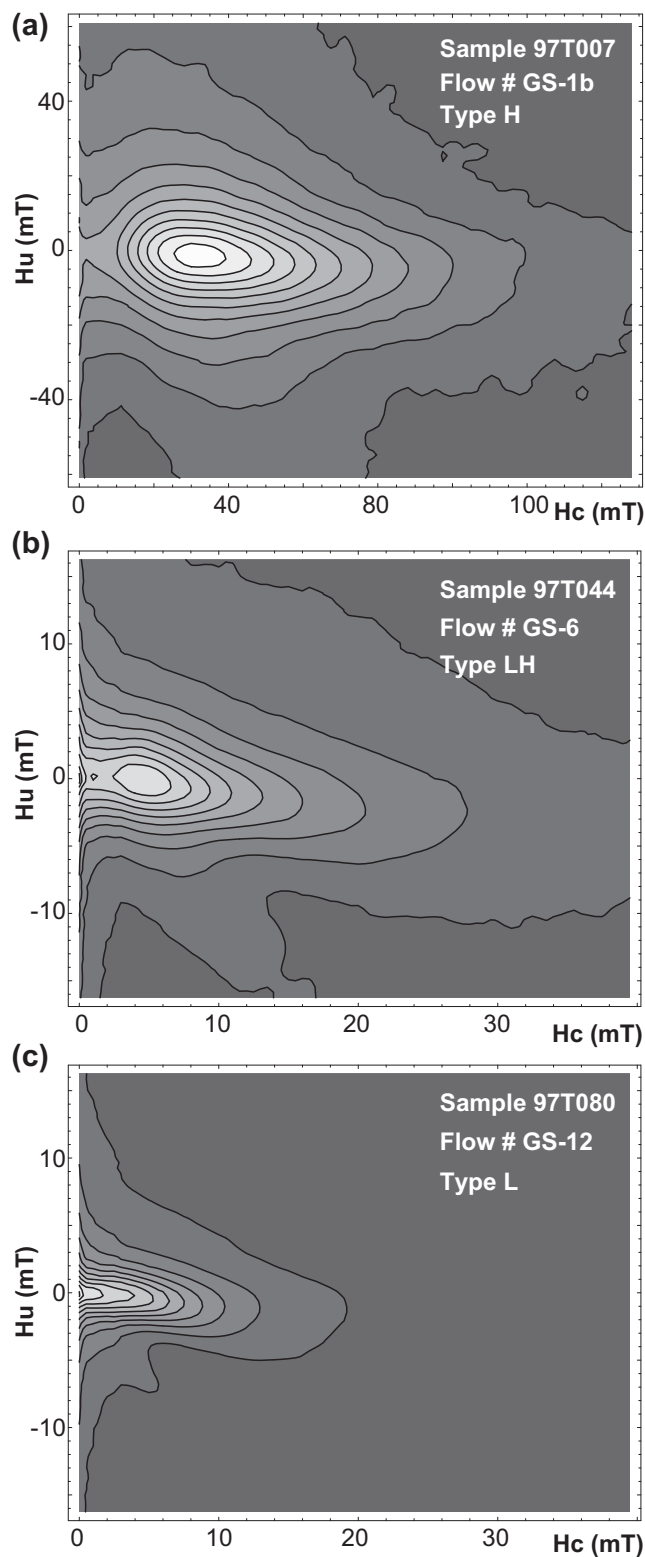 (a)
Sample 97T007
Flow # GS-1b
Type H
40
0
-40
Hu (mT)
0 40 80 100 Hc (mT)
(b)
Sample 97T044
Flow # GS-6
Type LH
10
0
-10
Hu (mT)
0 10 20 30
Hc (mT)
(c)
Sample 97T080
Flow # GS-12
Type L
10
0
-10
Hu (mT)
0 10 20 30 Hc (mT)